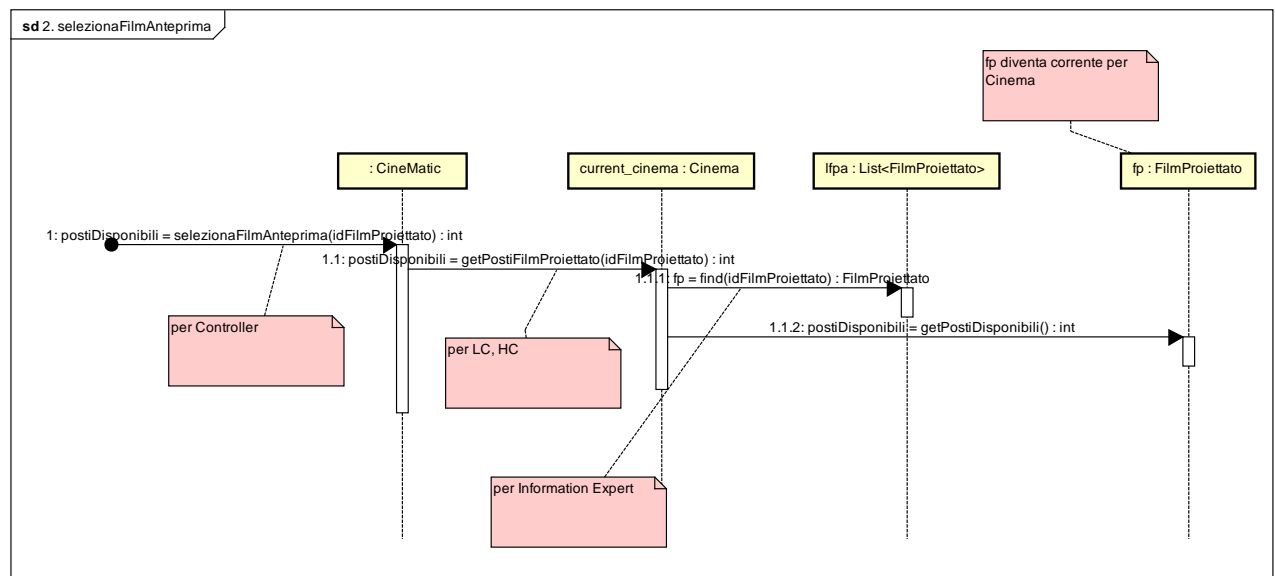 sd 2. selezionaFilmAnteprima
fp diventa corrente per
Cinema
: CineMatic
current_cinema : Cinema
lfpa : List<FilmProiettato>
fp : FilmProiettato
1: postiDisponibili = selezionaFilmAnteprima(idFilmProiettato) : int
1.1: postiDisponibili = getPostiFilmProiettato(idFilmProiettato) : int
1.1.1: fp = find(idFilmProiettato) : FilmProiettato
1.1.2: postiDisponibili = getPostiDisponibili() : int
per Controller
per LC, HC
per Information Expert